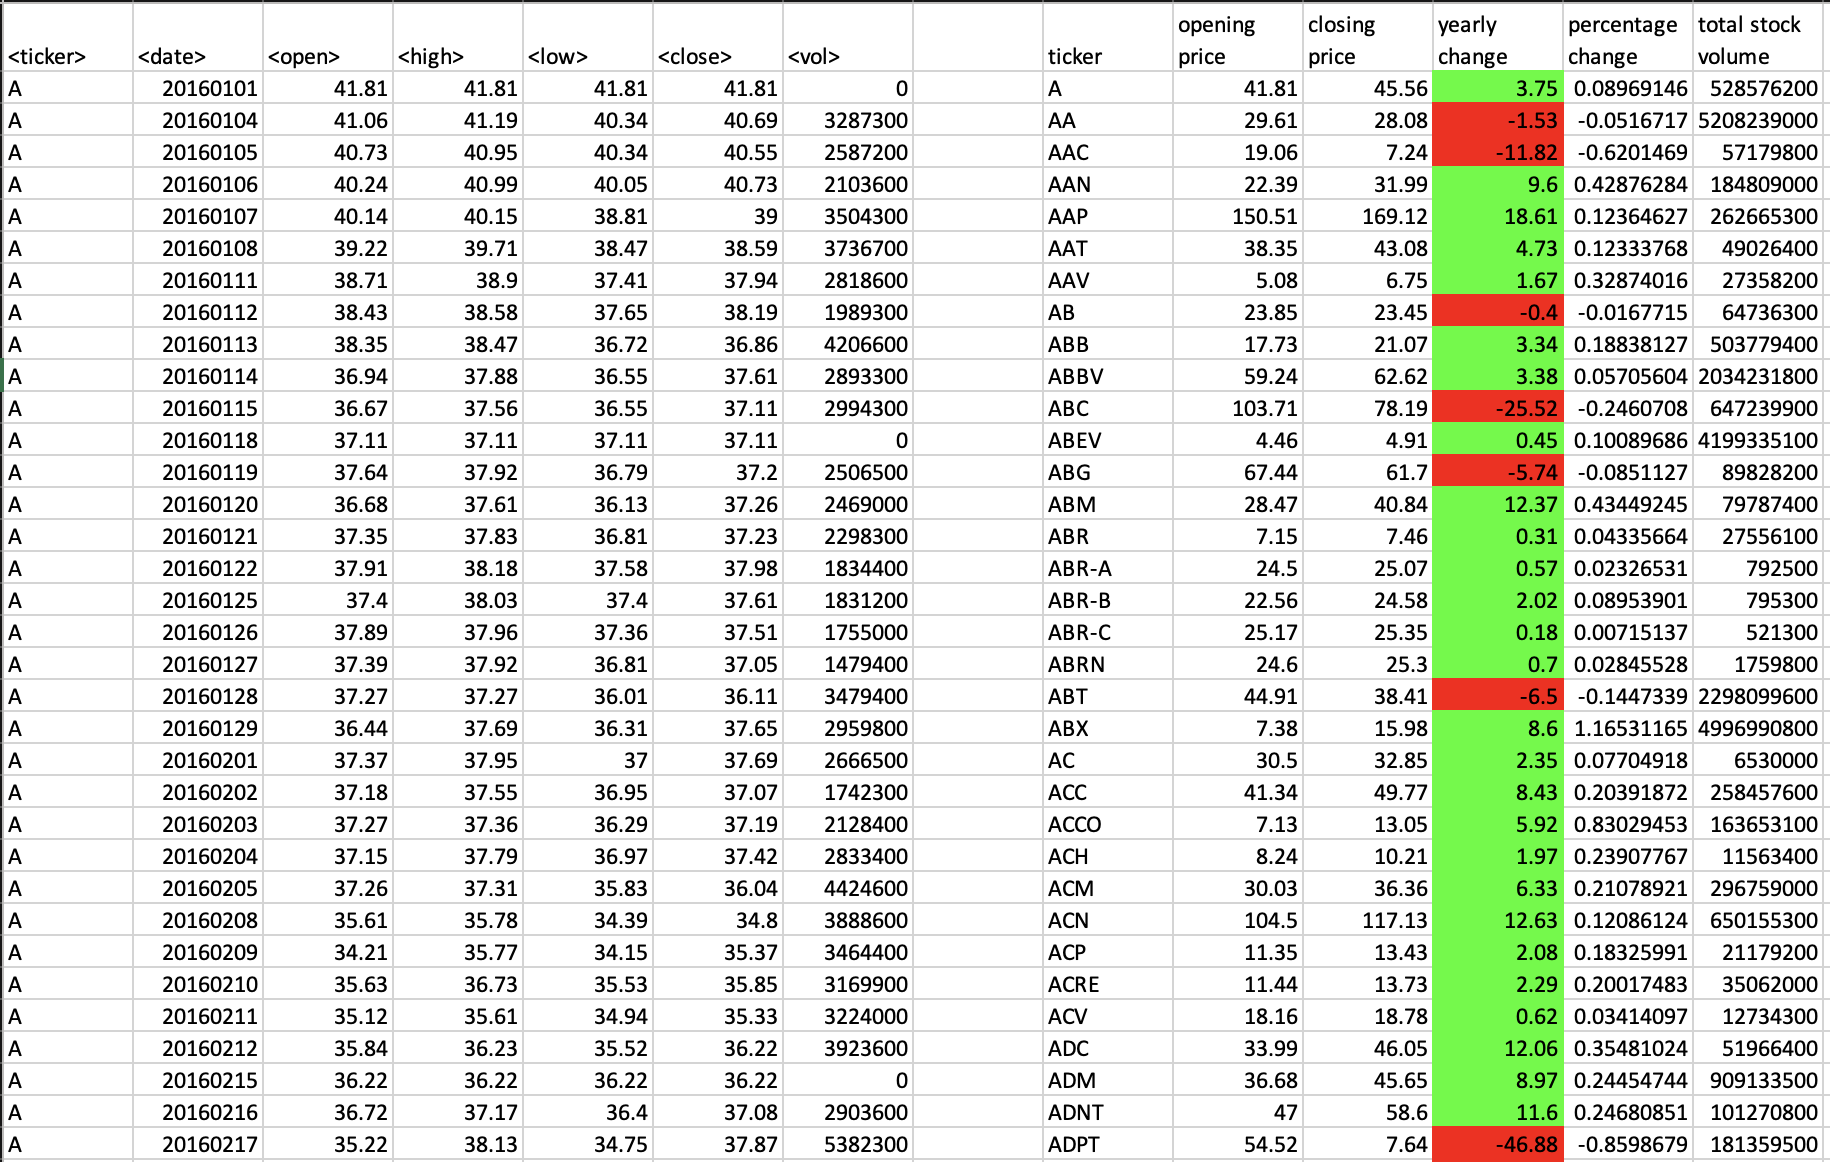 opening closing yearly percentage total stock
<ticker> <date> <open> <high> <low> <close> <vol> ticker price price change change volume
A 20160101 41.81 41.81 41.81 41.81 0 A 41.81 45.56 3.75 0.08969146 528576200
A 20160104 41.06 41.19 40.34 40.69 3287300 AA 29.61 28.08 -1.53 -0.0516717 5208239000
A 20160105 40.73 40.95 40.34 40.55 2587200 AAC 19.06 7.24 -11.82 -0.6201469 57179800
A 20160106 40.24 40.99 40.05 40.73 2103600 AAN 22.39 31.99 9.6 0.42876284 184809000
A 20160107 40.14 40.15 38.81 39 3504300 AAP 150.51 169.12 18.61 0.12364627 262665300
A 20160108 39.22 39.71 38.47 38.59 3736700 AAT 38.35 43.08 4.73 0.12333768 49026400
A 20160111 38.71 38.9 37.41 37.94 2818600 AAV 5.08 6.75 1.67 0.32874016 27358200
A 20160112 38.43 38.58 37.65 38.19 1989300 AB 23.85 23.45 -0.4 -0.0167715 64736300
A 20160113 38.35 38.47 36.72 36.86 4206600 ABB 17.73 21.07 3.34 0.18838127 503779400
A 20160114 36.94 37.88 36.55 37.61 2893300 ABBV 59.24 62.62 3.38 0.05705604 2034231800
A 20160115 36.67 37.56 36.55 37.11 2994300 ABC 103.71 78.19 -25.52 -0.2460708 647239900
A 20160118 37.11 37.11 37.11 37.11 0 ABEV 4.46 4.91 0.45 0.10089686 4199335100
A 20160119 37.64 37.92 36.79 37.2 2506500 ABG 67.44 61.7 -5.74 -0.0851127 89828200
A 20160120 36.68 37.61 36.13 37.26 2469000 ABM 28.47 40.84 12.37 0.43449245 79787400
A 20160121 37.35 37.83 36.81 37.23 2298300 ABR 7.15 7.46 0.31 0.04335664 27556100
A 20160122 37.91 38.18 37.58 37.98 1834400 ABR-A 24.5 25.07 0.57 0.02326531 792500
A 20160125 37.4 38.03 37.4 37.61 1831200 ABR-B 22.56 24.58 2.02 0.08953901 795300
A 20160126 37.89 37.96 37.36 37.51 1755000 ABR-C 25.17 25.35 0.18 0.00715137 521300
A 20160127 37.39 37.92 36.81 37.05 1479400 ABRN 24.6 25.3 0.7 0.02845528 1759800
A 20160128 37.27 37.27 36.01 36.11 3479400 ABT 44.91 38.41 -6.5 -0.1447339 2298099600
A 20160129 36.44 37.69 36.31 37.65 2959800 ABX 7.38 15.98 8.6 1.16531165 4996990800
A 20160201 37.37 37.95 37 37.69 2666500 AC 30.5 32.85 2.35 0.07704918 6530000
A 20160202 37.18 37.55 36.95 37.07 1742300 ACC 41.34 49.77 8.43 0.20391872 258457600
A 20160203 37.27 37.36 36.29 37.19 2128400 ACCO 7.13 13.05 5.92 0.83029453 163653100
A 20160204 37.15 37.79 36.97 37.42 2833400 ACH 8.24 10.21 1.97 0.23907767 11563400
A 20160205 37.26 37.31 35.83 36.04 4424600 ACM 30.03 36.36 6.33 0.21078921 296759000
A 20160208 35.61 35.78 34.39 34.8 3888600 ACN 104.5 117.13 12.63 0.12086124 650155300
A 20160209 34.21 35.77 34.15 35.37 3464400 ACP 11.35 13.43 2.08 0.18325991 21179200
A 20160210 35.63 36.73 35.53 35.85 3169900 ACRE 11.44 13.73 2.29 0.20017483 35062000
A 20160211 35.12 35.61 34.94 35.33 3224000 ACV 18.16 18.78 0.62 0.03414097 12734300
A 20160212 35.84 36.23 35.52 36.22 3923600 ADC 33.99 46.05 12.06 0.35481024 51966400
A 20160215 36.22 36.22 36.22 36.22 0 ADM 36.68 45.65 8.97 0.24454744 909133500
A 20160216 36.72 37.17 36.4 37.08 2903600 ADNT 47 58.6 11.6 0.24680851 101270800
A 20160217 35.22 38.13 34.75 37.87 5382300 ADPT 54.52 7.64 -46.88 -0.8598679 181359500